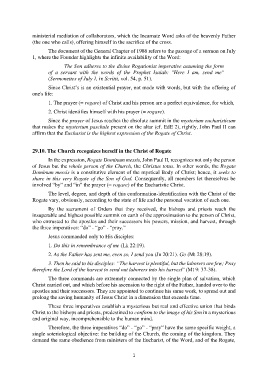 ministerial mediation of collaborators, which the Incarnate Word asks of the heavenly Father
(the one who calls), offering himself to the sacrifice of the cross.
The document of the General Chapter of 1986 refers to the passage of a sermon on July
1, where the Founder highlights the infinite availability of the Word:
The Son adheres to the divine Rogationist imperative assuming the form
of a servant with the words of the Prophet Isaiah: "Here I am, send me"
(Sermonettes of July 1, in Scritti, vol. 54, p. 51).
Since Christ's is an existential prayer, not made with words, but with the offering of
one's life:
1. The prayer (= rogare) of Christ and his person are a perfect equivalence, for which,
2. Christ identifies himself with his prayer (= rogare).
Since the prayer of Jesus reaches the absolute summit in the mysterium eucharisticum
that makes the mysterium paschale present on the altar (cf. EdE 2), rightly, John Paul II can
affirm that the Eucharist is the highest expression of the Rogate of Christ.
29.10. The Church recognizes herself in the Christ of Rogate
In the expression, Rogate Dominum messis, John Paul II, recognizes not only the person
of Jesus but the whole person of the Church, the Christus totus. In other words, the Rogate
Dominum messis is a constitutive element of the mystical Body of Christ; hence, it seeks to
share in this very Rogate of the Son of God. Consequently, all members let themselves be
involved "by" and "in" the prayer (= rogare) of the Eucharistic Christ.
The level, degree, and depth of this conformation-identification with the Christ of the
Rogate vary, obviously, according to the state of life and the personal vocation of each one.
By the sacrament of Orders that they received, the bishops and priests reach the
insuperable and highest possible summit on earth of the approximation to the person of Christ,
who entrusted to the apostles and their successors his powers, mission, and harvest, through
the three imperatives: "do" - "go" - "pray."
Jesus commanded only to His disciples:
1. Do this in remembrance of me (Lk 22:19).
2. As the Father has sent me, even so, I send you (Jn 20:21). Go (Mt 28:19).
3. Then he said to his disciples: "The harvest is plentiful, but the laborers are few; Pray
therefore the Lord of the harvest to send out laborers into his harvest" (Mt 9: 37-38).
The three commands are extremely connected by the single plan of salvation, which
Christ carried out, and which before his ascension to the right of the Father, handed over to the
apostles and their successors. They are appointed to continue his same work, to spread out and
prolong the saving humanity of Jesus Christ in a dimension that exceeds time.
These three imperatives establish a mysterious but real and effective union that binds
Christ to the bishops and priests, predestined to conform to the image of his Son in a mysterious
and original way, incomprehensible to the human mind.
Therefore, the three imperatives "do" - "go" - "pray" have the same specific weight, a
single soteriological objective: the building of the Church, the coming of the kingdom. They
demand the same obedience from ministers of the Eucharist, of the Word, and of the Rogate,